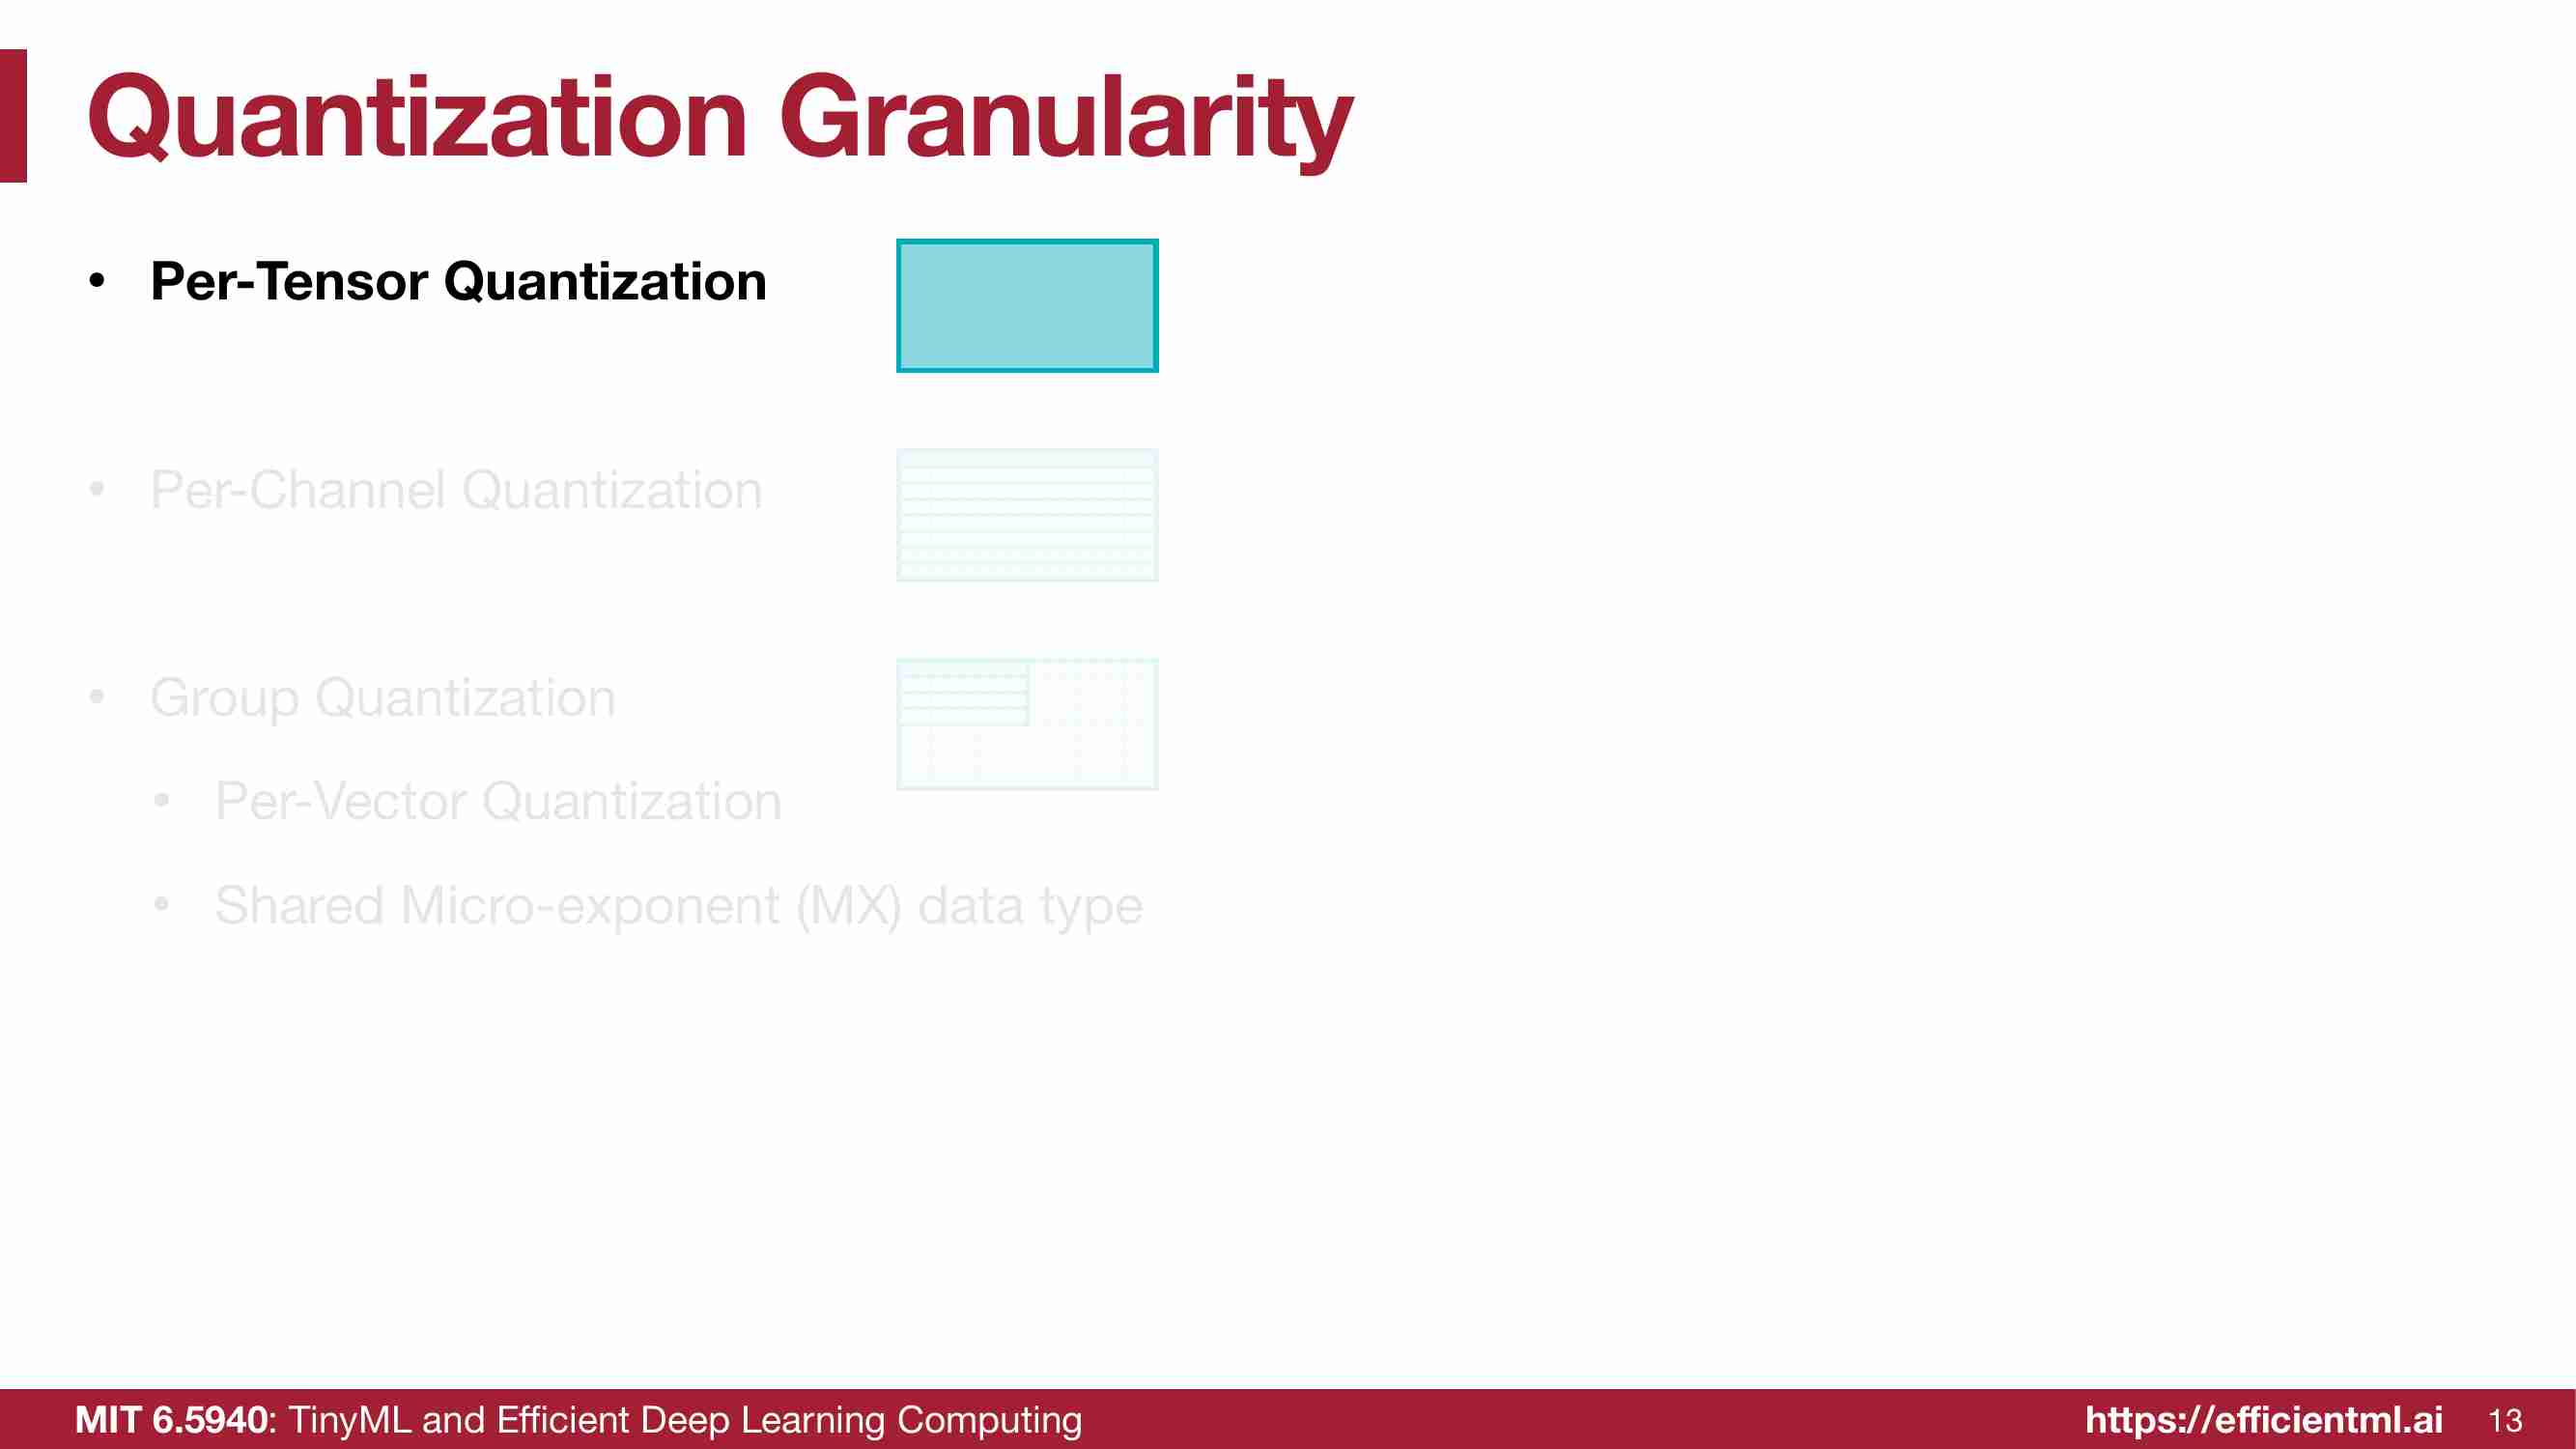 Quantization Granularity
• Per-Tensor Quantization
• Per-Channel Quantization
• Group Quantization
• Per-Vector Quantization
• Shared Micro-exponent (MX) data type
MIT 6.5940: TinyML and Efficient Deep Learning Computing
https://efficientml.ai 13